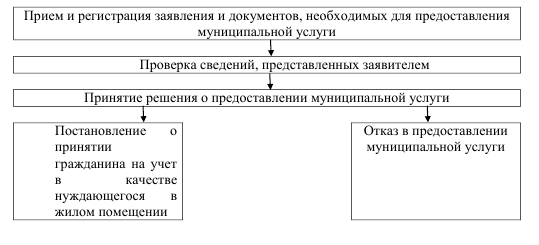 Прием и регистрация заявления и документов, необходимых для предоставления
муниципальной услуги
Проверка сведений, представленных заявителем
Принятие решения о предоставлении муниципальной услуги
Постановление о
принятии
гражданина на учет
в качестве
нуждающегося в
жилом помещении
Отказ в предоставлении
муниципальной услуги